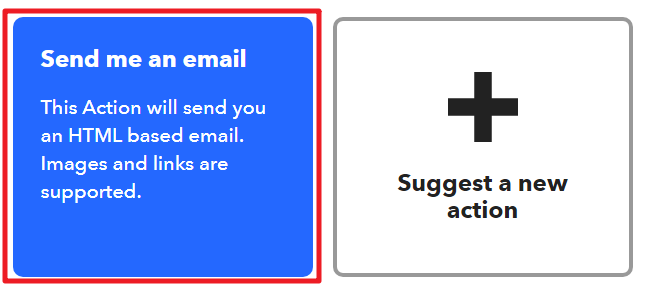 Send me an email
This Action will send you
an HTML based email.
Images and links are
supported.
Suggest a new
action